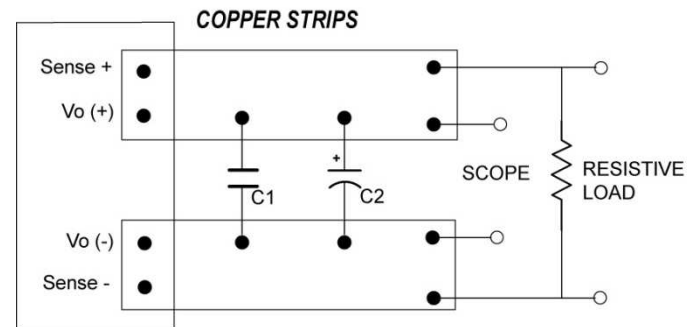 COPPER STRIPS
Sense +
Vo (+)
+
C1
C2
SCOPE
RESISTIVE
LOAD
Vo (-)
Sense -